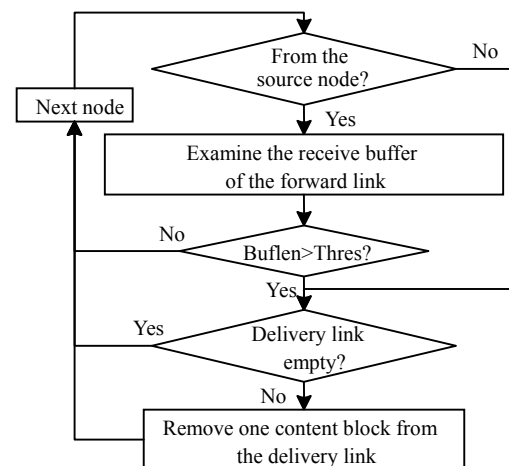 From the
source node?
No
Next node
Yes
Examine the receive buffer
of the forward link
No
Buflen>Thres?
Yes
Yes
Delivery link
empty?
No
Remove one content block from
the delivery link